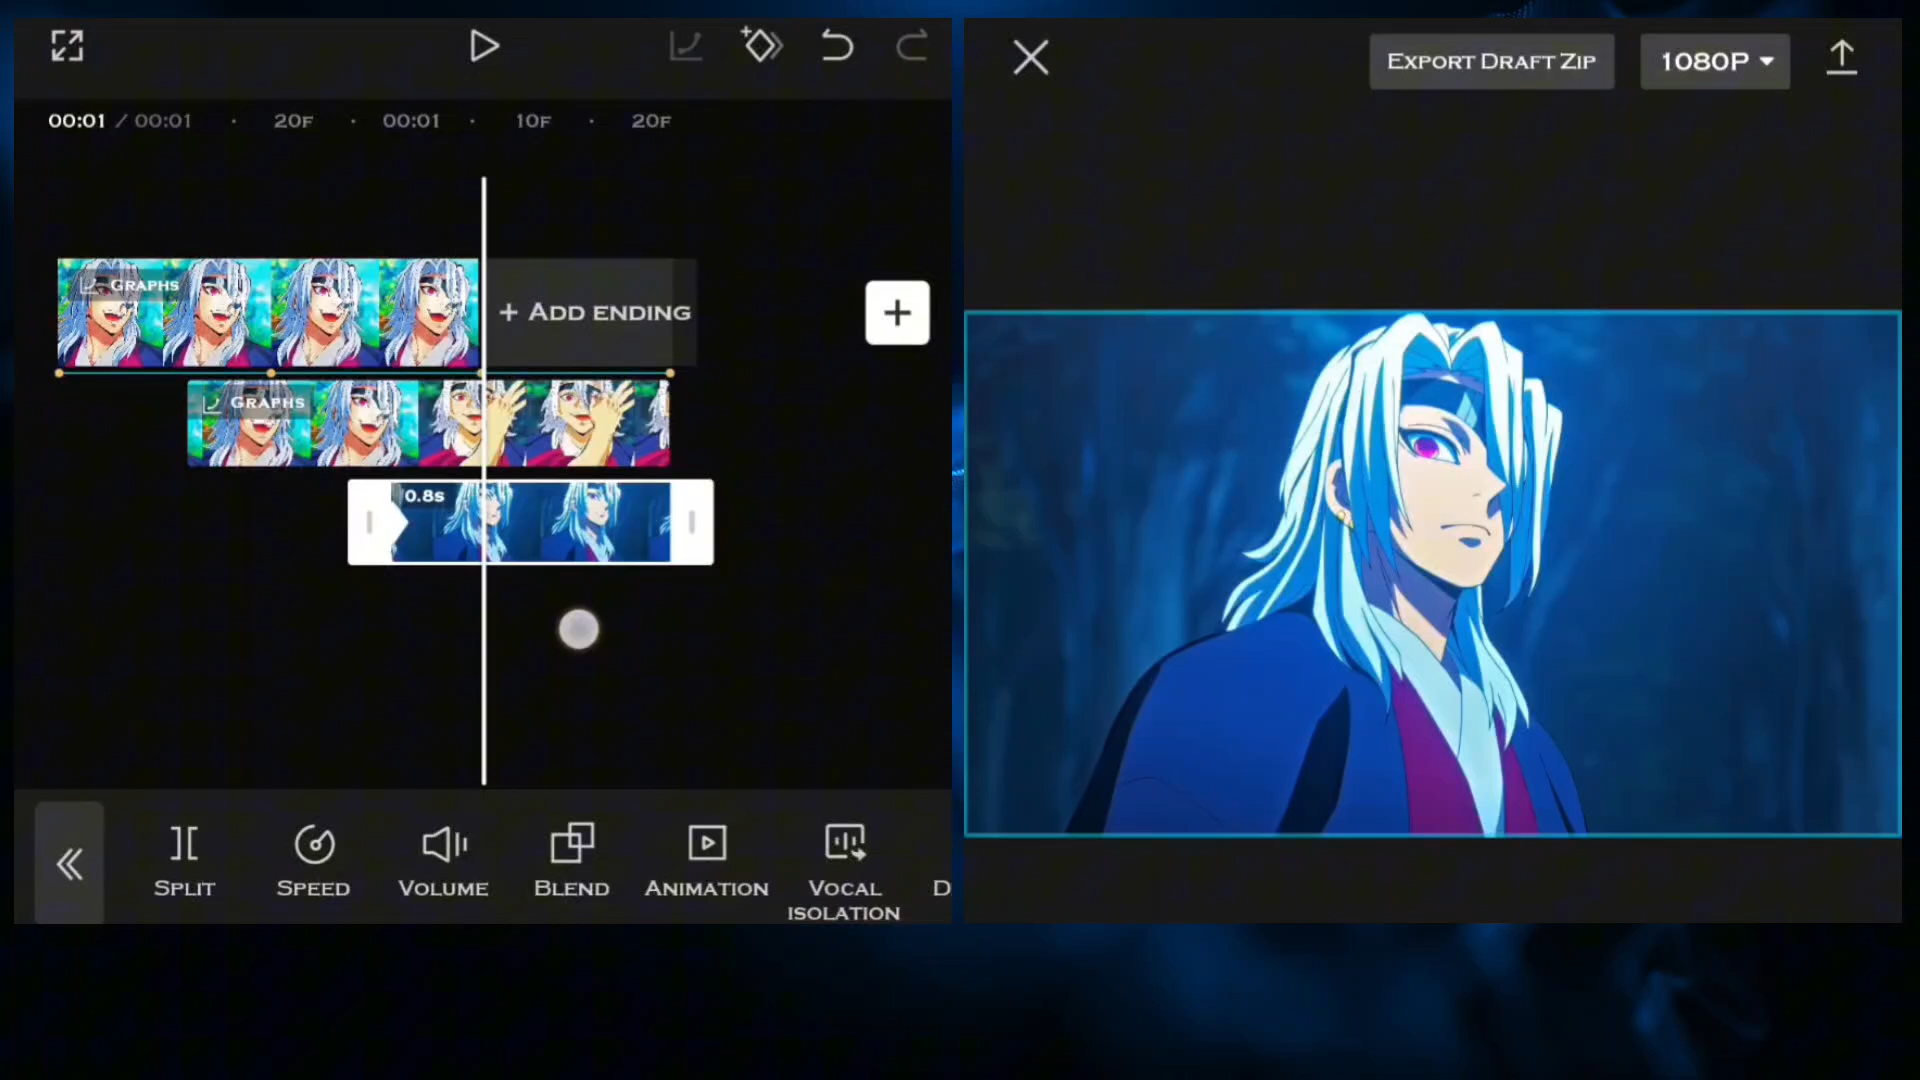 EXPORT DRAFT ZIP
1080P
00:01 / 00:01 · 20F · 00:01 · 10F · 20F
GRAPHS
+ ADD ENDING
GRAPHS
0.8s
SPLIT
SPEED
VOLUME
BLEND
ANIMATION
VOCAL
ISOLATION
D